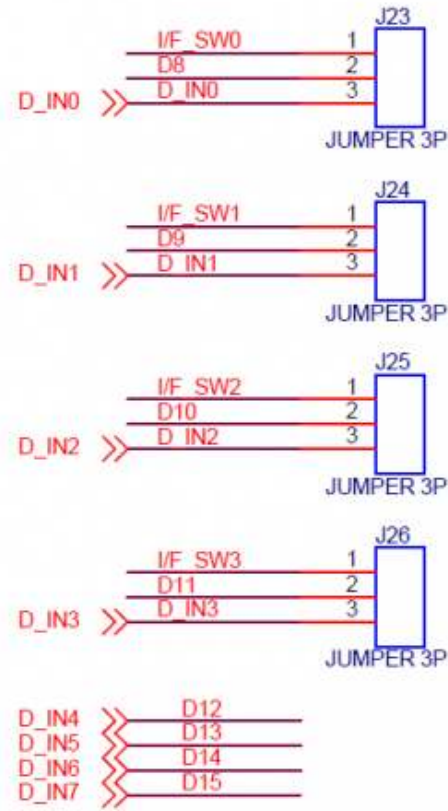 J23
I/F_SW0 1
D8 2
D_IN0 D_IN0 3
JUMPER 3P
J24
I/F_SW1 1
D9 2
D_IN1 D_IN1 3
JUMPER 3P
J25
I/F_SW2 1
D10 2
D_IN2 D_IN2 3
JUMPER 3P
J26
I/F_SW3 1
D11 2
D_IN3 D_IN3 3
JUMPER 3P
D_IN4 D12
D_IN5 D13
D_IN6 D14
D_IN7 D15